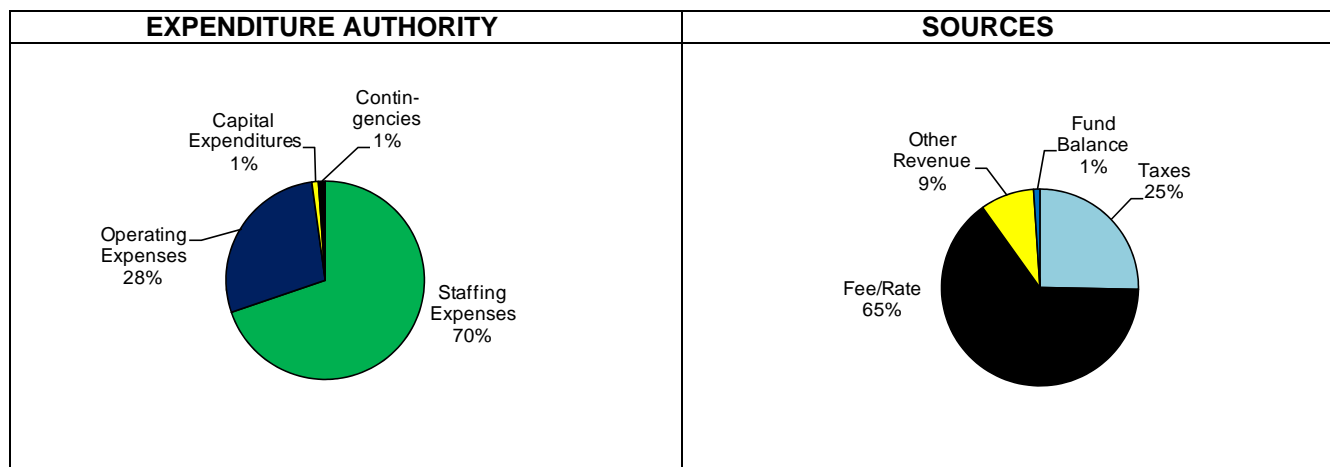 EXPENDITURE AUTHORITY
Contin-
gencies
1%
Capital
Expenditures
1%
Operating
Expenses
28%
Staffing
Expenses
70%
SOURCES
Fund
Balance
1%
Other
Revenue
9%
Taxes
25%
Fee/Rate
65%